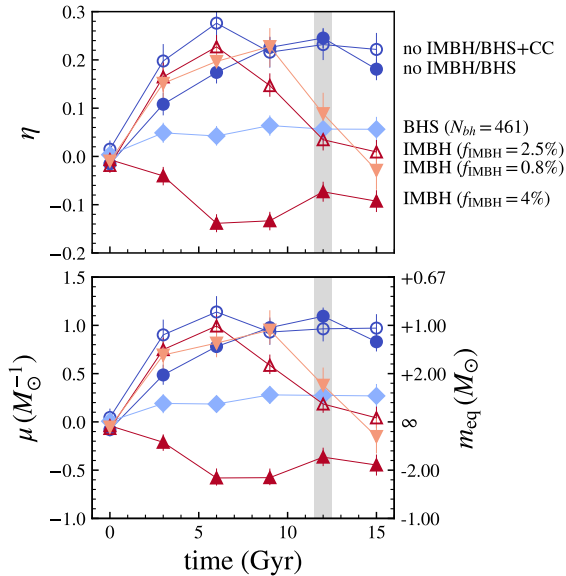 0.3
0.2
0.1
0.0
−0.1
−0.2
η
no IMBH/BHS+CC
no IMBH/BHS
BHS (N_bh = 461)
IMBH (f_IMBH = 2.5%)
IMBH (f_IMBH = 0.8%)
IMBH (f_IMBH = 4%)
1.5
1.0
0.5
0.0
−0.5
−1.0
μ (M_⊙^−1)
+0.67
+1.00
+2.00
∞
-2.00
-1.00
m_eq (M_⊙)
0
5
10
15
time (Gyr)